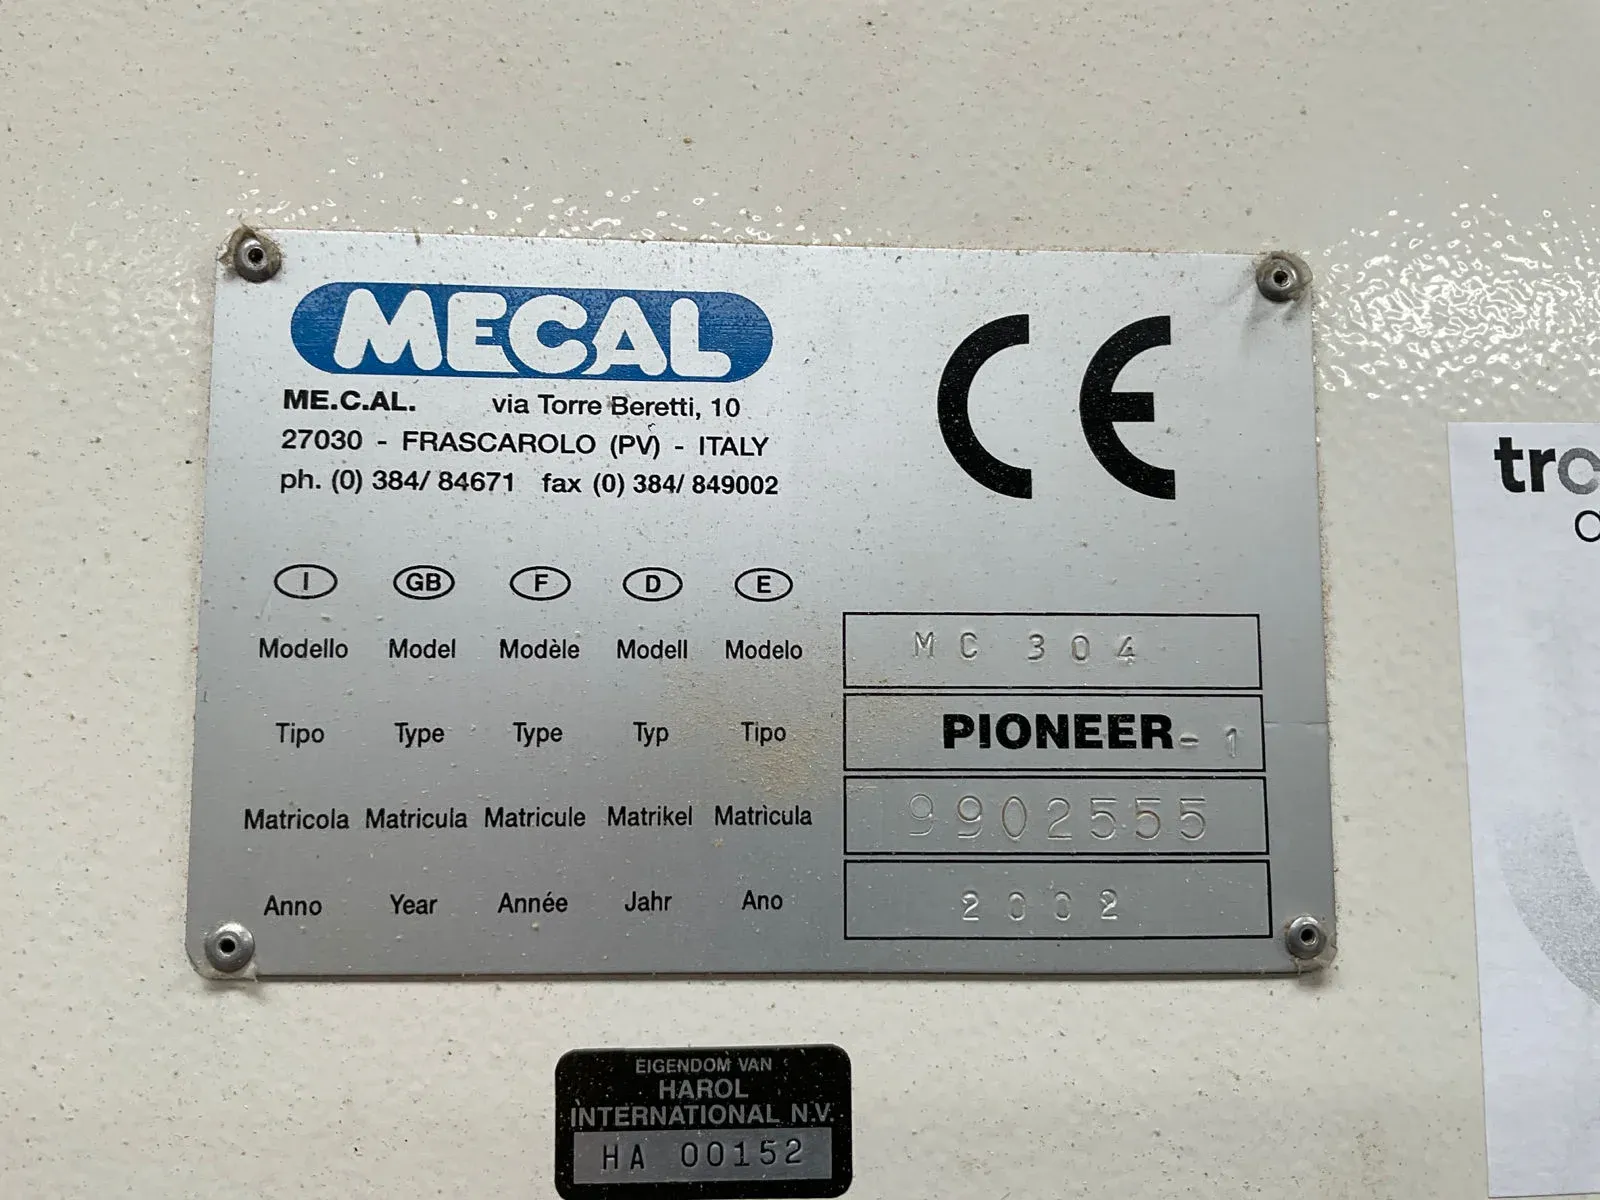 MECAL
ME.C.AL. via Torre Beretti, 10
27030 - FRASCAROLO (PV) - ITALY
ph. (0) 384/ 84671 fax (0) 384/ 849002
CE
I GB F D E
Modello Model Modèle Modell Modelo MC 304
Tipo Type Type Typ Tipo PIONEER - 1
Matricola Matricula Matricule Matrikel Matrìcula 9902555
Anno Year Année Jahr Ano 2002
EIGENDOM VAN
HAROL
INTERNATIONAL N.V.
HA 00152